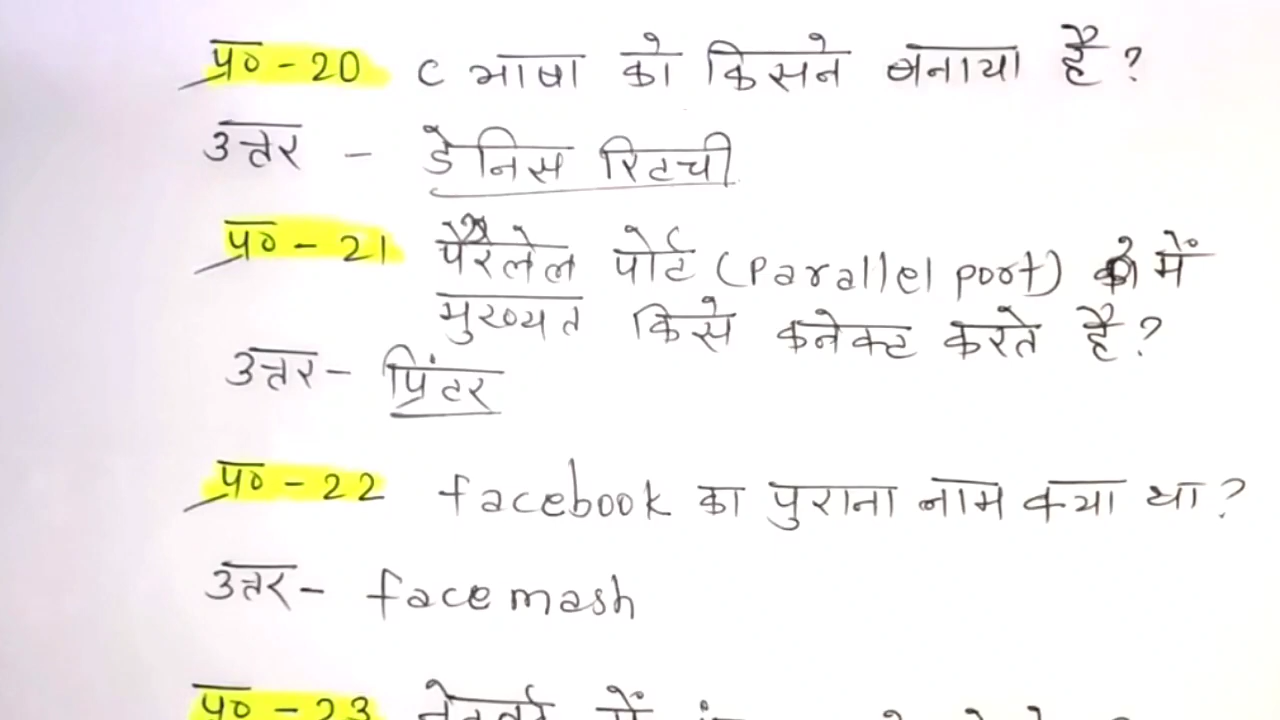 प्र० - 20 C भाषा को किसने बनाया है ?
उत्तर - डेनिस रिटची
प्र० - 21 पैरेलेल पोर्ट (Parallel port) में
मुख्यत किसे कनेक्ट करते है ?
उत्तर - प्रिंटर
प्र० - 22 facebook का पुराना नाम क्या था ?
उत्तर - facemash
प्र० - 23 में